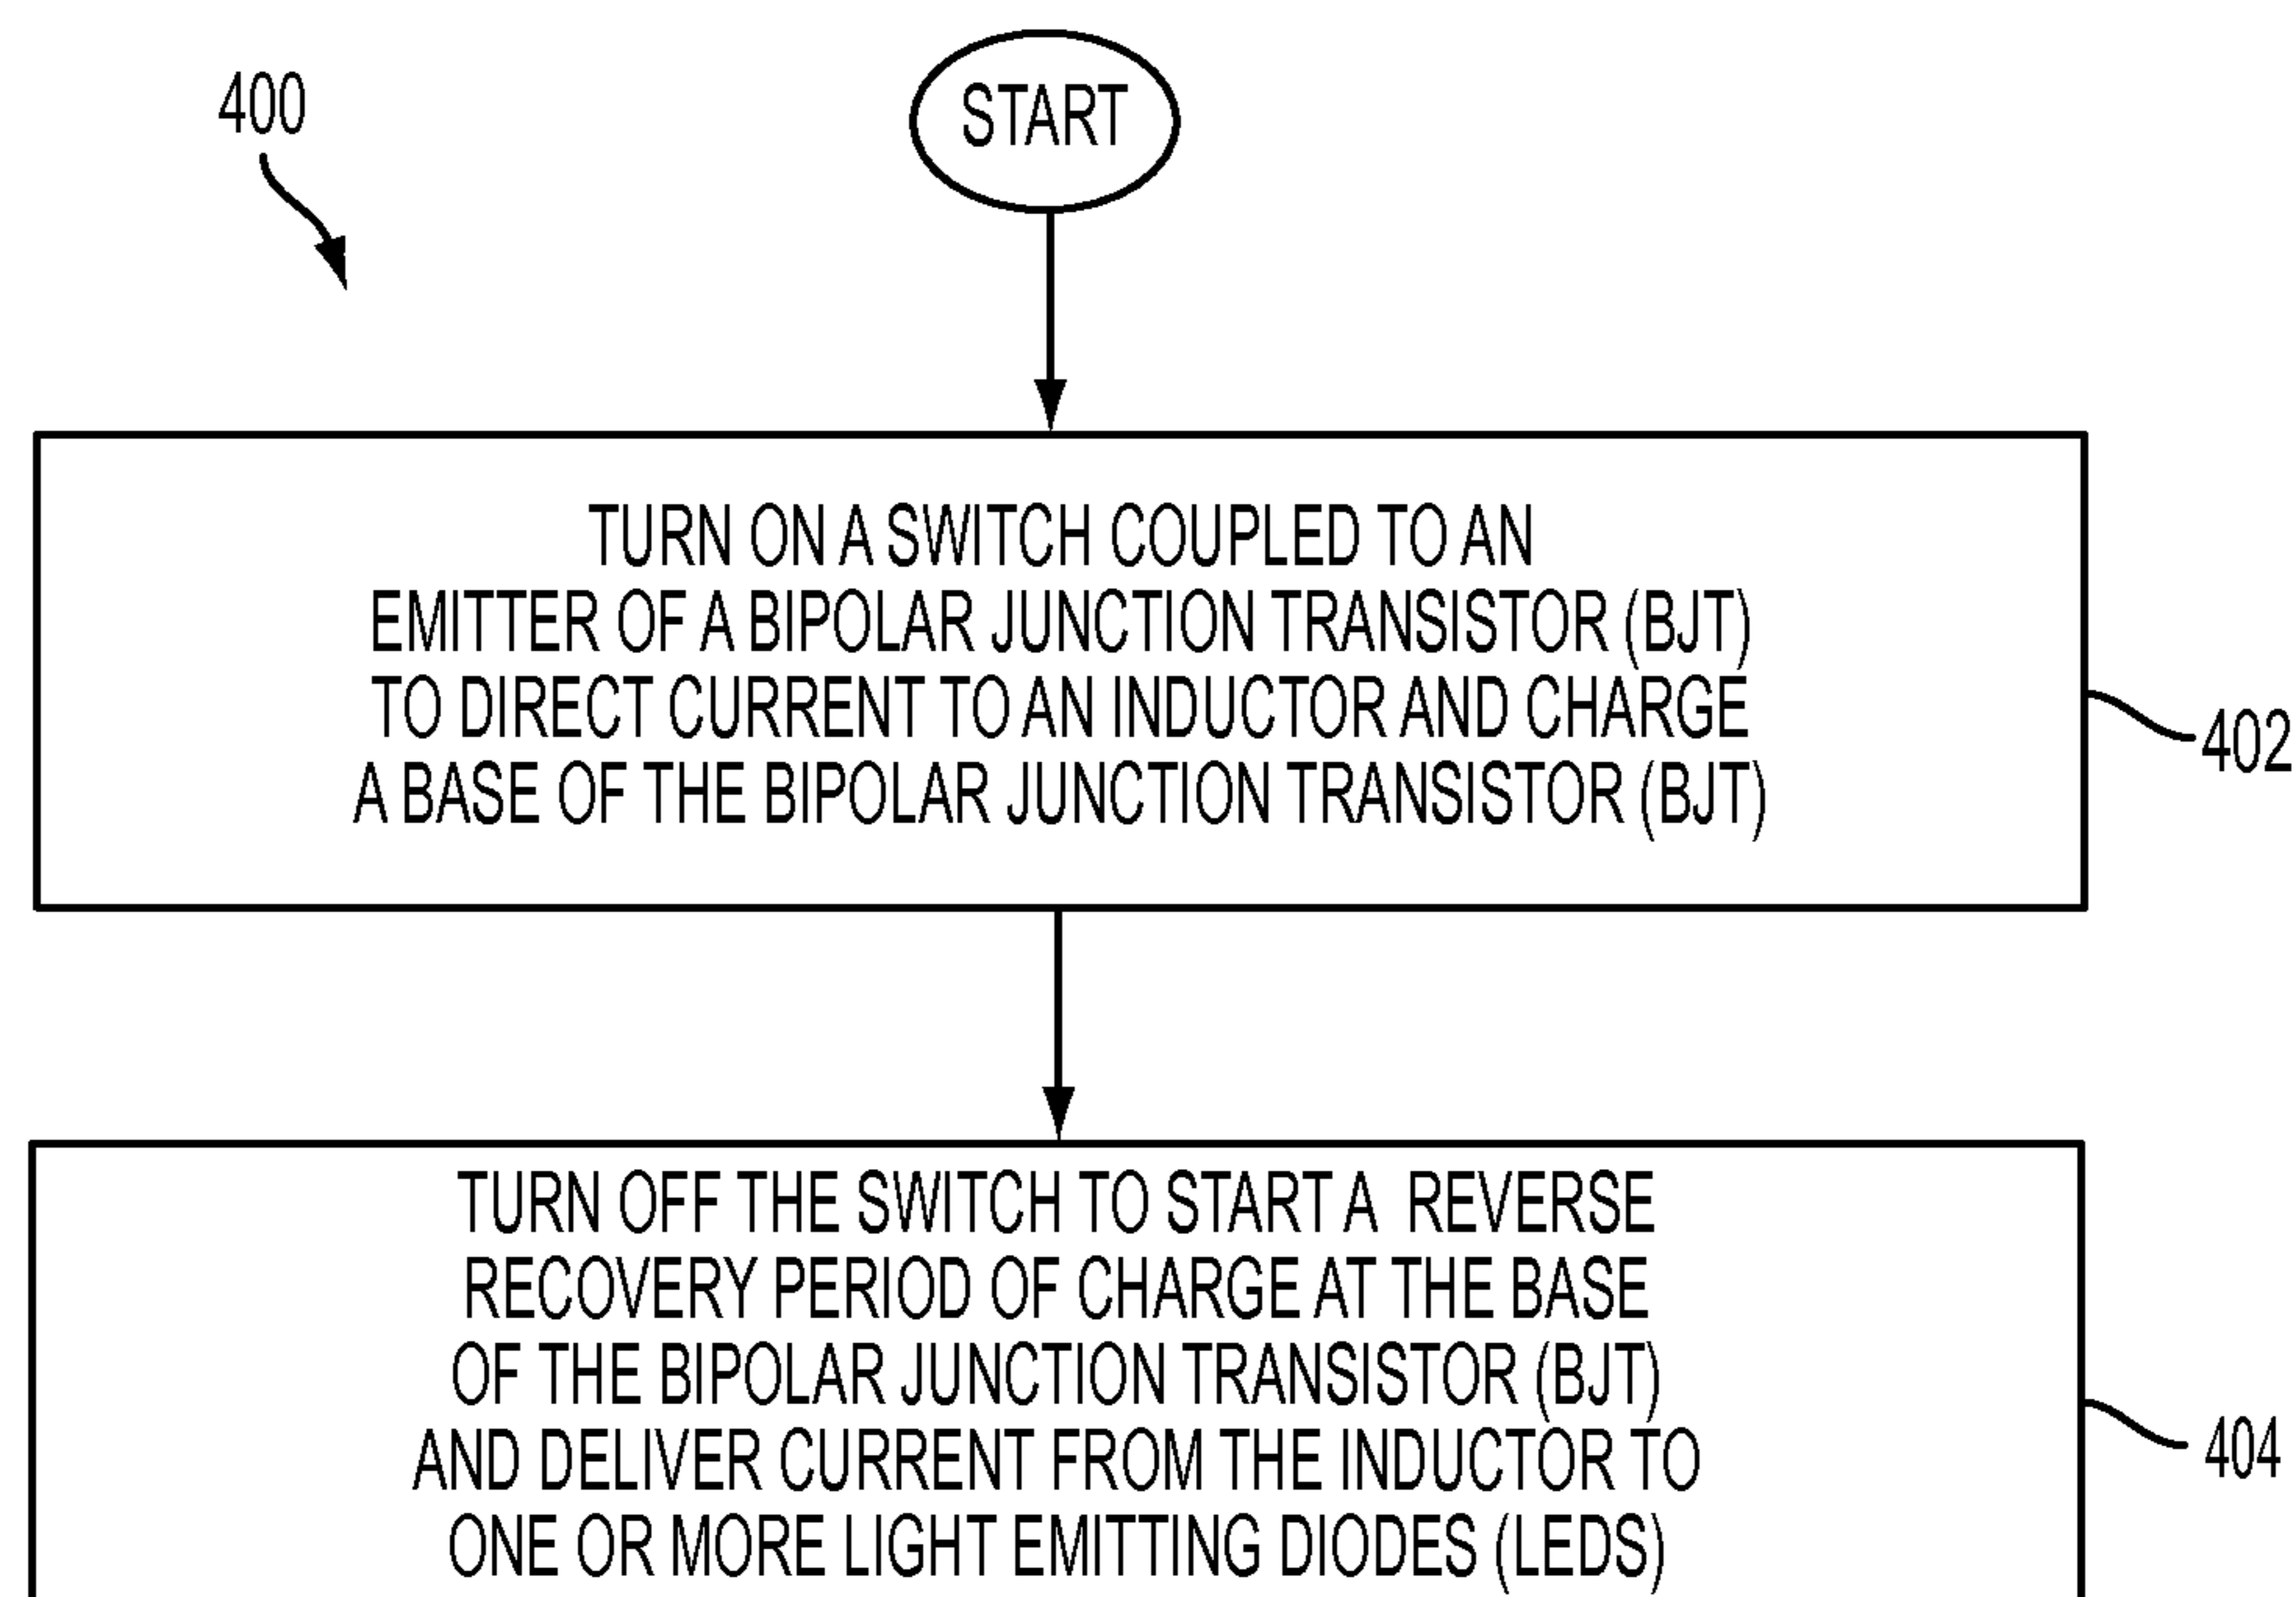 400
START
TURN ON A SWITCH COUPLED TO AN
EMITTER OF A BIPOLAR JUNCTION TRANSISTOR (BJT)
TO DIRECT CURRENT TO AN INDUCTOR AND CHARGE
A BASE OF THE BIPOLAR JUNCTION TRANSISTOR (BJT)
402
TURN OFF THE SWITCH TO START A REVERSE
RECOVERY PERIOD OF CHARGE AT THE BASE
OF THE BIPOLAR JUNCTION TRANSISTOR (BJT)
AND DELIVER CURRENT FROM THE INDUCTOR TO
ONE OR MORE LIGHT EMITTING DIODES (LEDS)
404